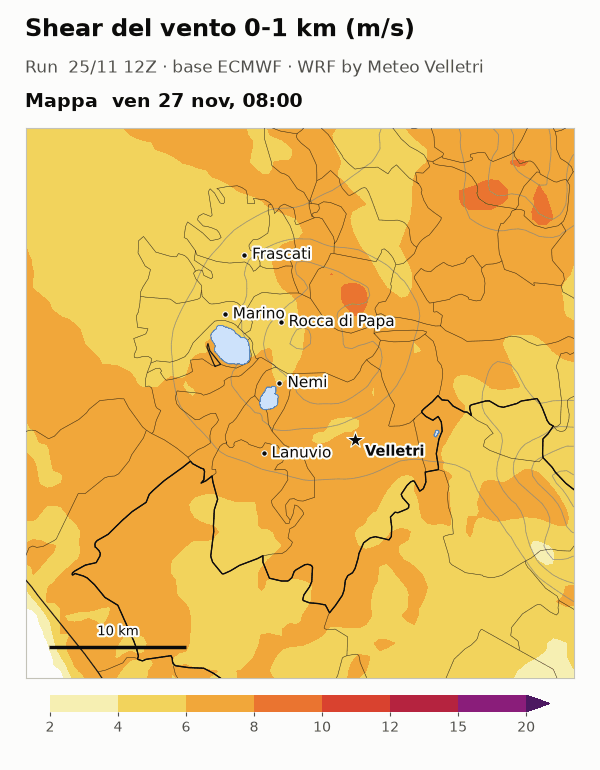 Shear del vento 0-1 km (m/s)
Run  25/11 12Z · base ECMWF · WRF by Meteo Velletri
Mappa  ven 27 nov, 08:00
Frascati
Marino
Rocca di Papa
Nemi
Velletri
Lanuvio
10 km
2 4 6 8 10 12 15 20